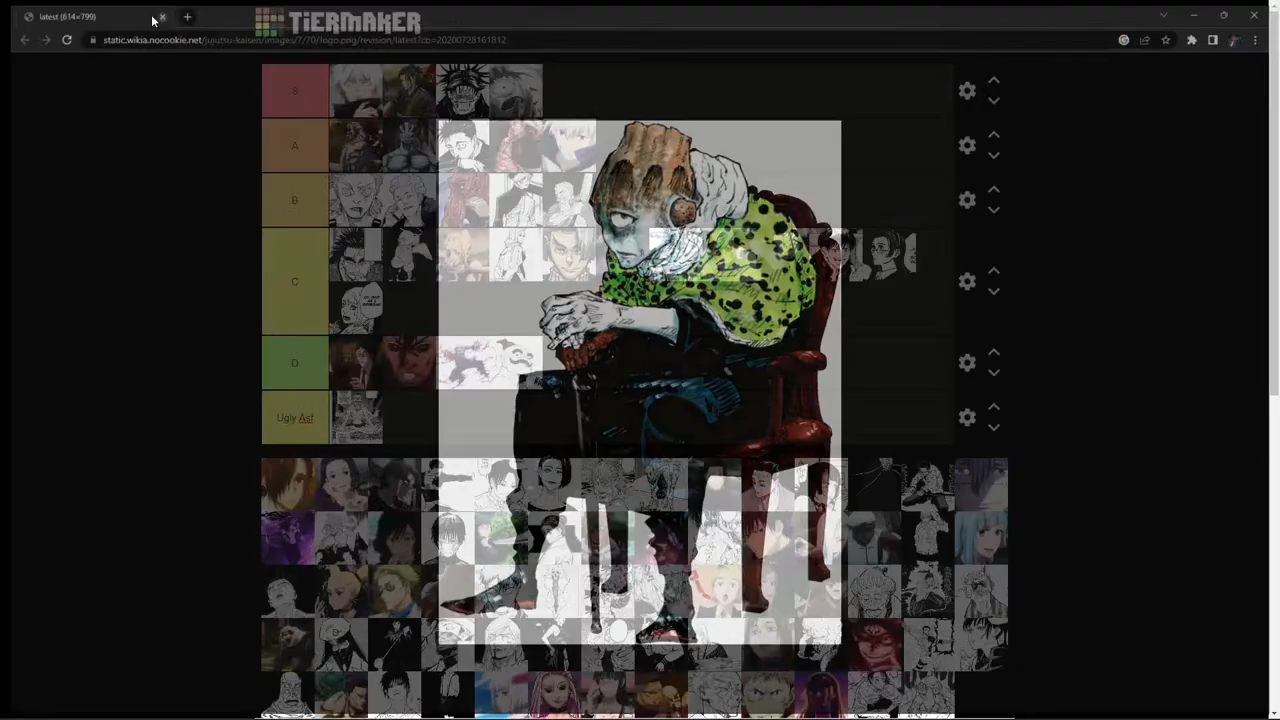 latest (614×799)
TiERMAKER
static.wikia.nocookie.net/jujutsu-kaisen/images/7/70/logo.png/revision/latest?cb=20200728161812
S
A
B
C
D
Ugly Ast